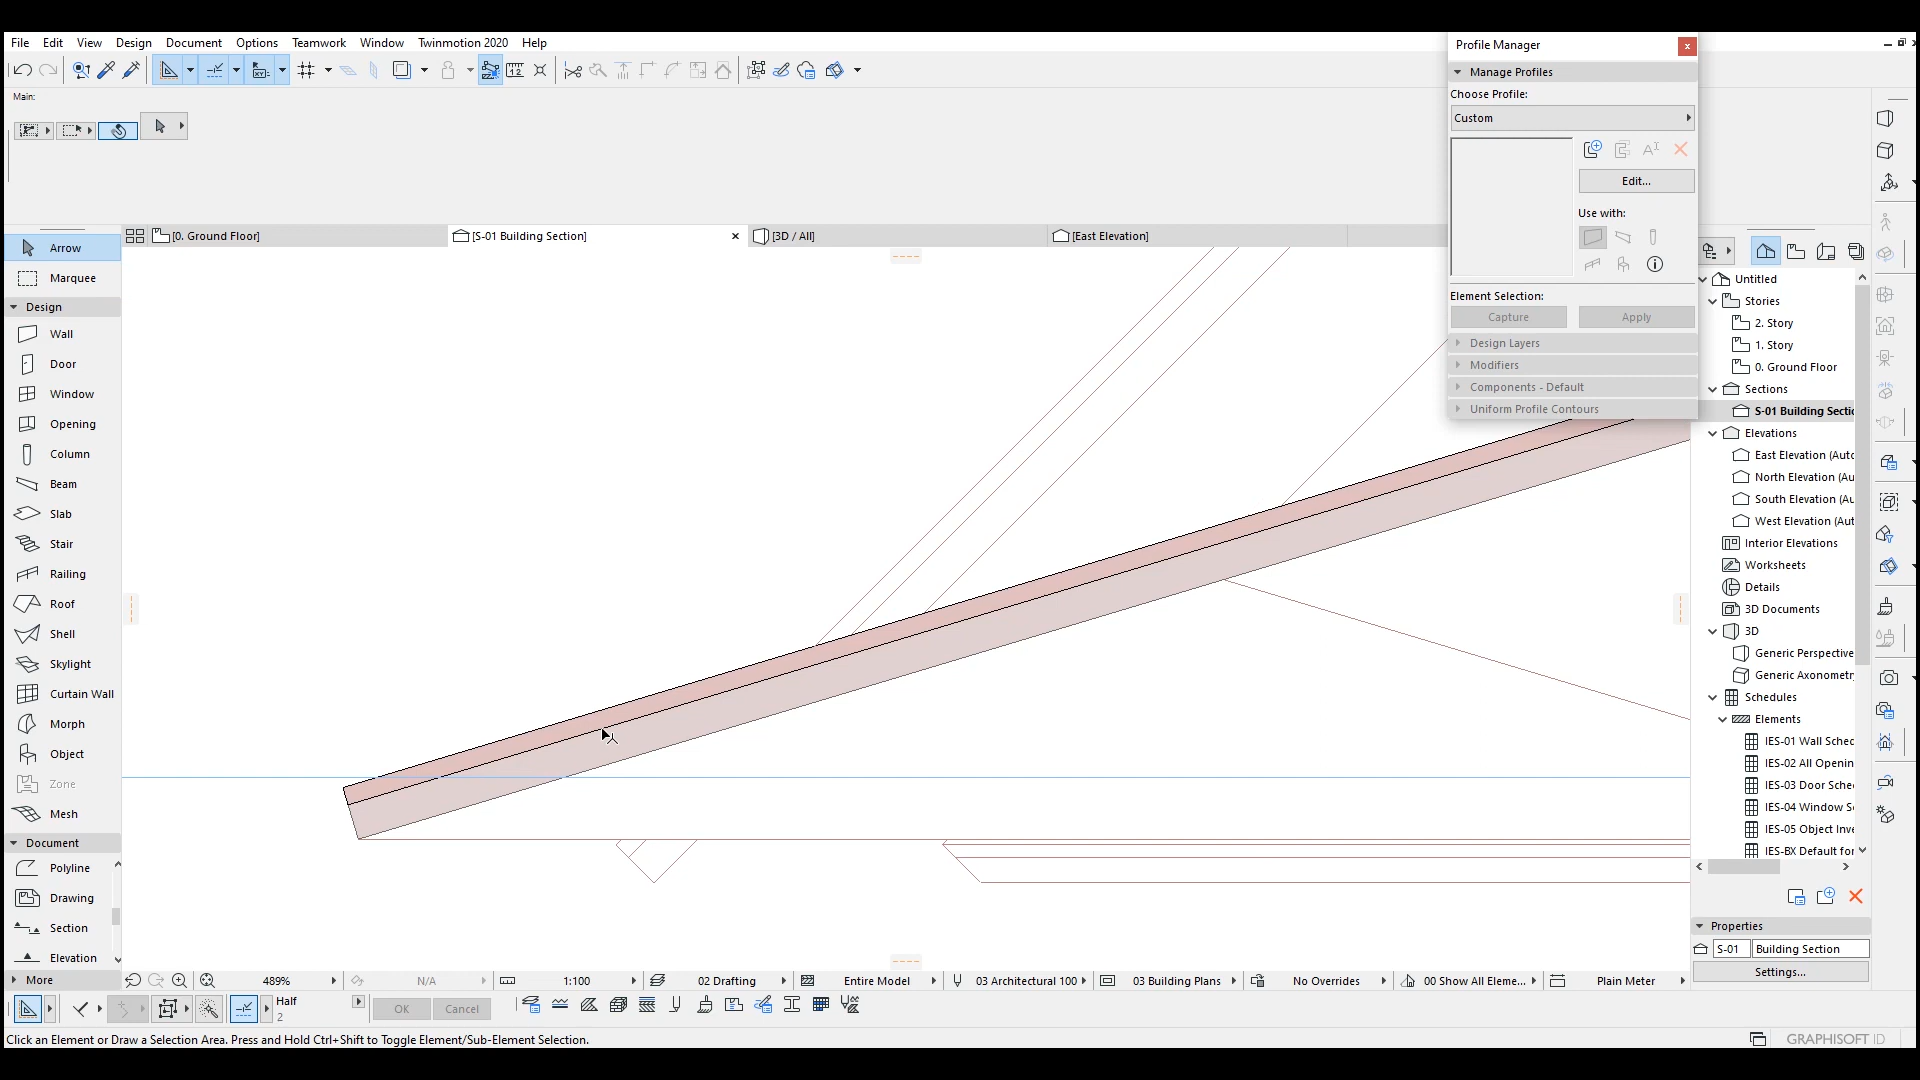 File Edit View Design Document Options Teamwork Window Twinmotion 2020 Help
Profile Manager
Manage Profiles
Choose Profile:
Custom
Edit...
Use with:
Element Selection:
Capture Apply
Design Layers
Modifiers
Components - Default
Uniform Profile Contours
Main:
[0. Ground Floor] [S-01 Building Section] [3D / All] [East Elevation]
Arrow
Marquee
Design
Wall
Door
Window
Opening
Column
Beam
Slab
Stair
Railing
Roof
Shell
Skylight
Curtain Wall
Morph
Object
Zone
Mesh
Document
Polyline
Drawing
Section
Elevation
More
Untitled
Stories
2. Story
1. Story
0. Ground Floor
Sections
S-01 Building Sectic
Elevations
East Elevation (Autc
North Elevation (Au
South Elevation (Au
West Elevation (Aut
Interior Elevations
Worksheets
Details
3D Documents
3D
Generic Perspective
Generic Axonometr
Schedules
Elements
IES-01 Wall Schec
IES-02 All Openin
IES-03 Door Sche
IES-04 Window S
IES-05 Object Inve
IES-BX Default for
Properties
S-01 Building Section
Settings...
489% N/A 1:100 02 Drafting Entire Model 03 Architectural 100 03 Building Plans No Overrides 00 Show All Eleme... Plain Meter
Half
2
OK Cancel
Click an Element or Draw a Selection Area. Press and Hold Ctrl+Shift to Toggle Element/Sub-Element Selection.
GRAPHISOFT ID